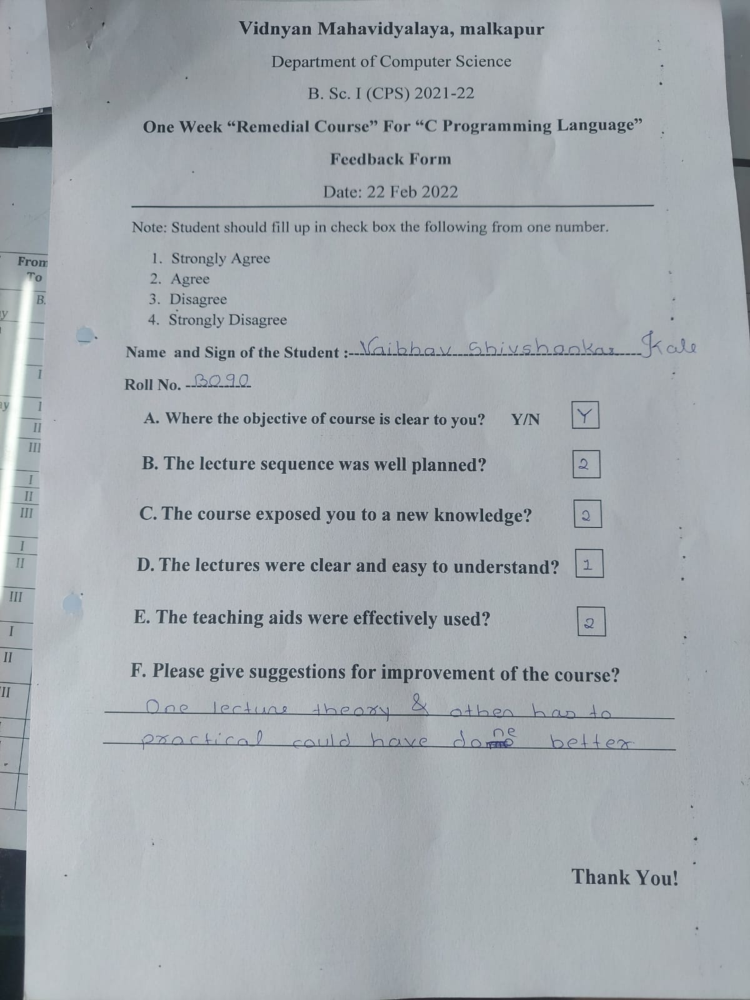 Vidnyan Mahavidyalaya, malkapur
Department of Computer Science
B. Sc. I (CPS) 2021-22
One Week “Remedial Course” For “C Programming Language”
Feedback Form
Date: 22 Feb 2022
Note: Student should fill up in check box the following from one number.
1. Strongly Agree
2. Agree
3. Disagree
4. Strongly Disagree
Name and Sign of the Student :- Vaibhav Shivshankar Kale
Roll No. - B090
A. Where the objective of course is clear to you? Y/N Y
B. The lecture sequence was well planned? 2
C. The course exposed you to a new knowledge? 2
D. The lectures were clear and easy to understand? 1
E. The teaching aids were effectively used? 2
F. Please give suggestions for improvement of the course?
One lecture theory & other has to
practical could have done better
Thank You!
From
To
B.
I
I
II
III
I
II
III
I
II
III
I
II